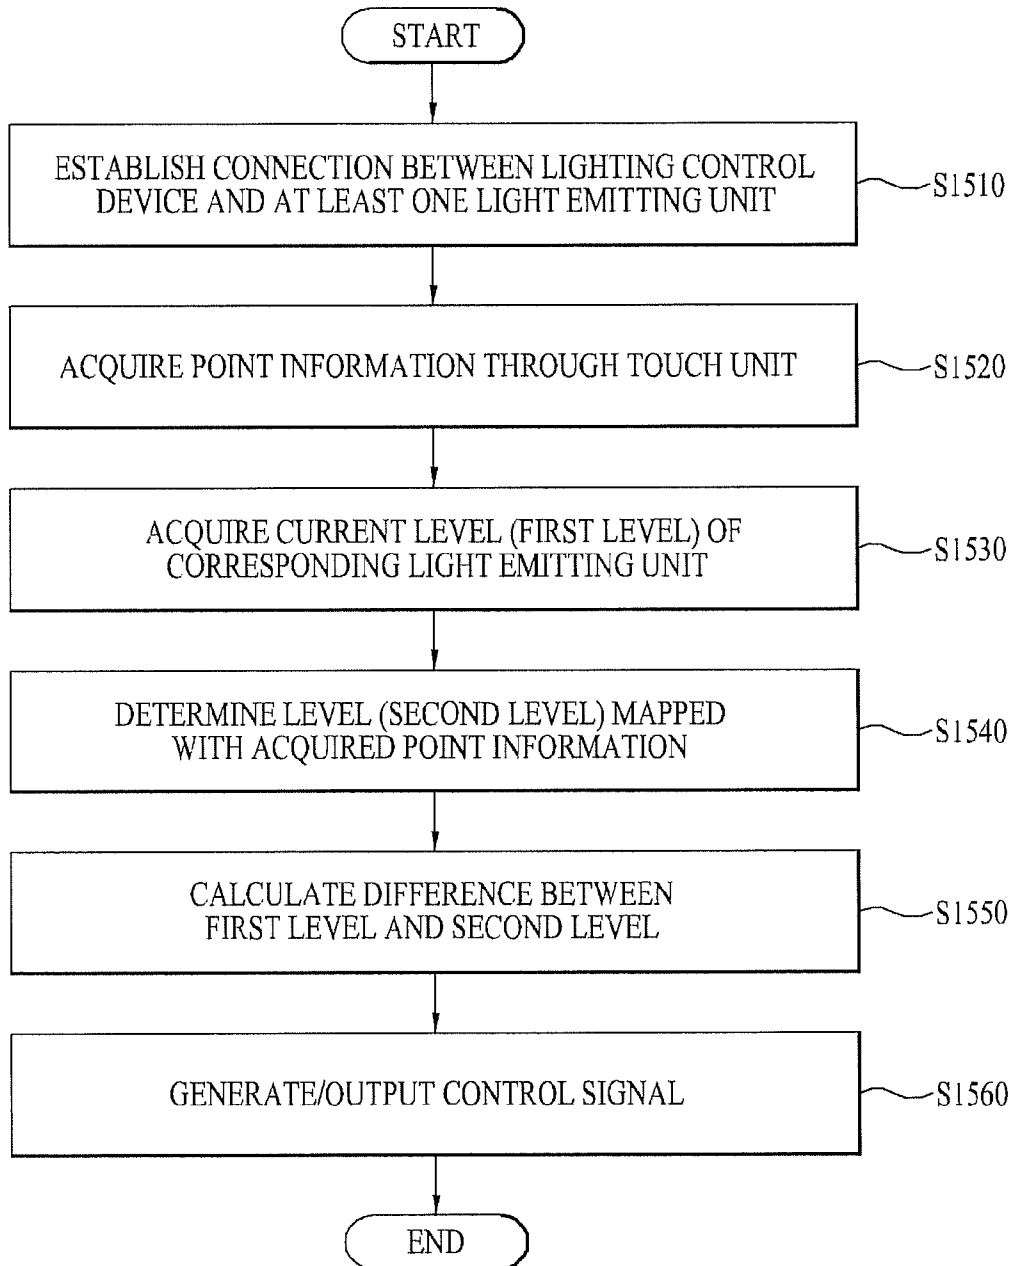 START
ESTABLISH CONNECTION BETWEEN LIGHTING CONTROL
DEVICE AND AT LEAST ONE LIGHT EMITTING UNIT
S1510
ACQUIRE POINT INFORMATION THROUGH TOUCH UNIT
S1520
ACQUIRE CURRENT LEVEL (FIRST LEVEL) OF
CORRESPONDING LIGHT EMITTING UNIT
S1530
DETERMINE LEVEL (SECOND LEVEL) MAPPED
WITH ACQUIRED POINT INFORMATION
S1540
CALCULATE DIFFERENCE BETWEEN
FIRST LEVEL AND SECOND LEVEL
S1550
GENERATE/OUTPUT CONTROL SIGNAL
S1560
END